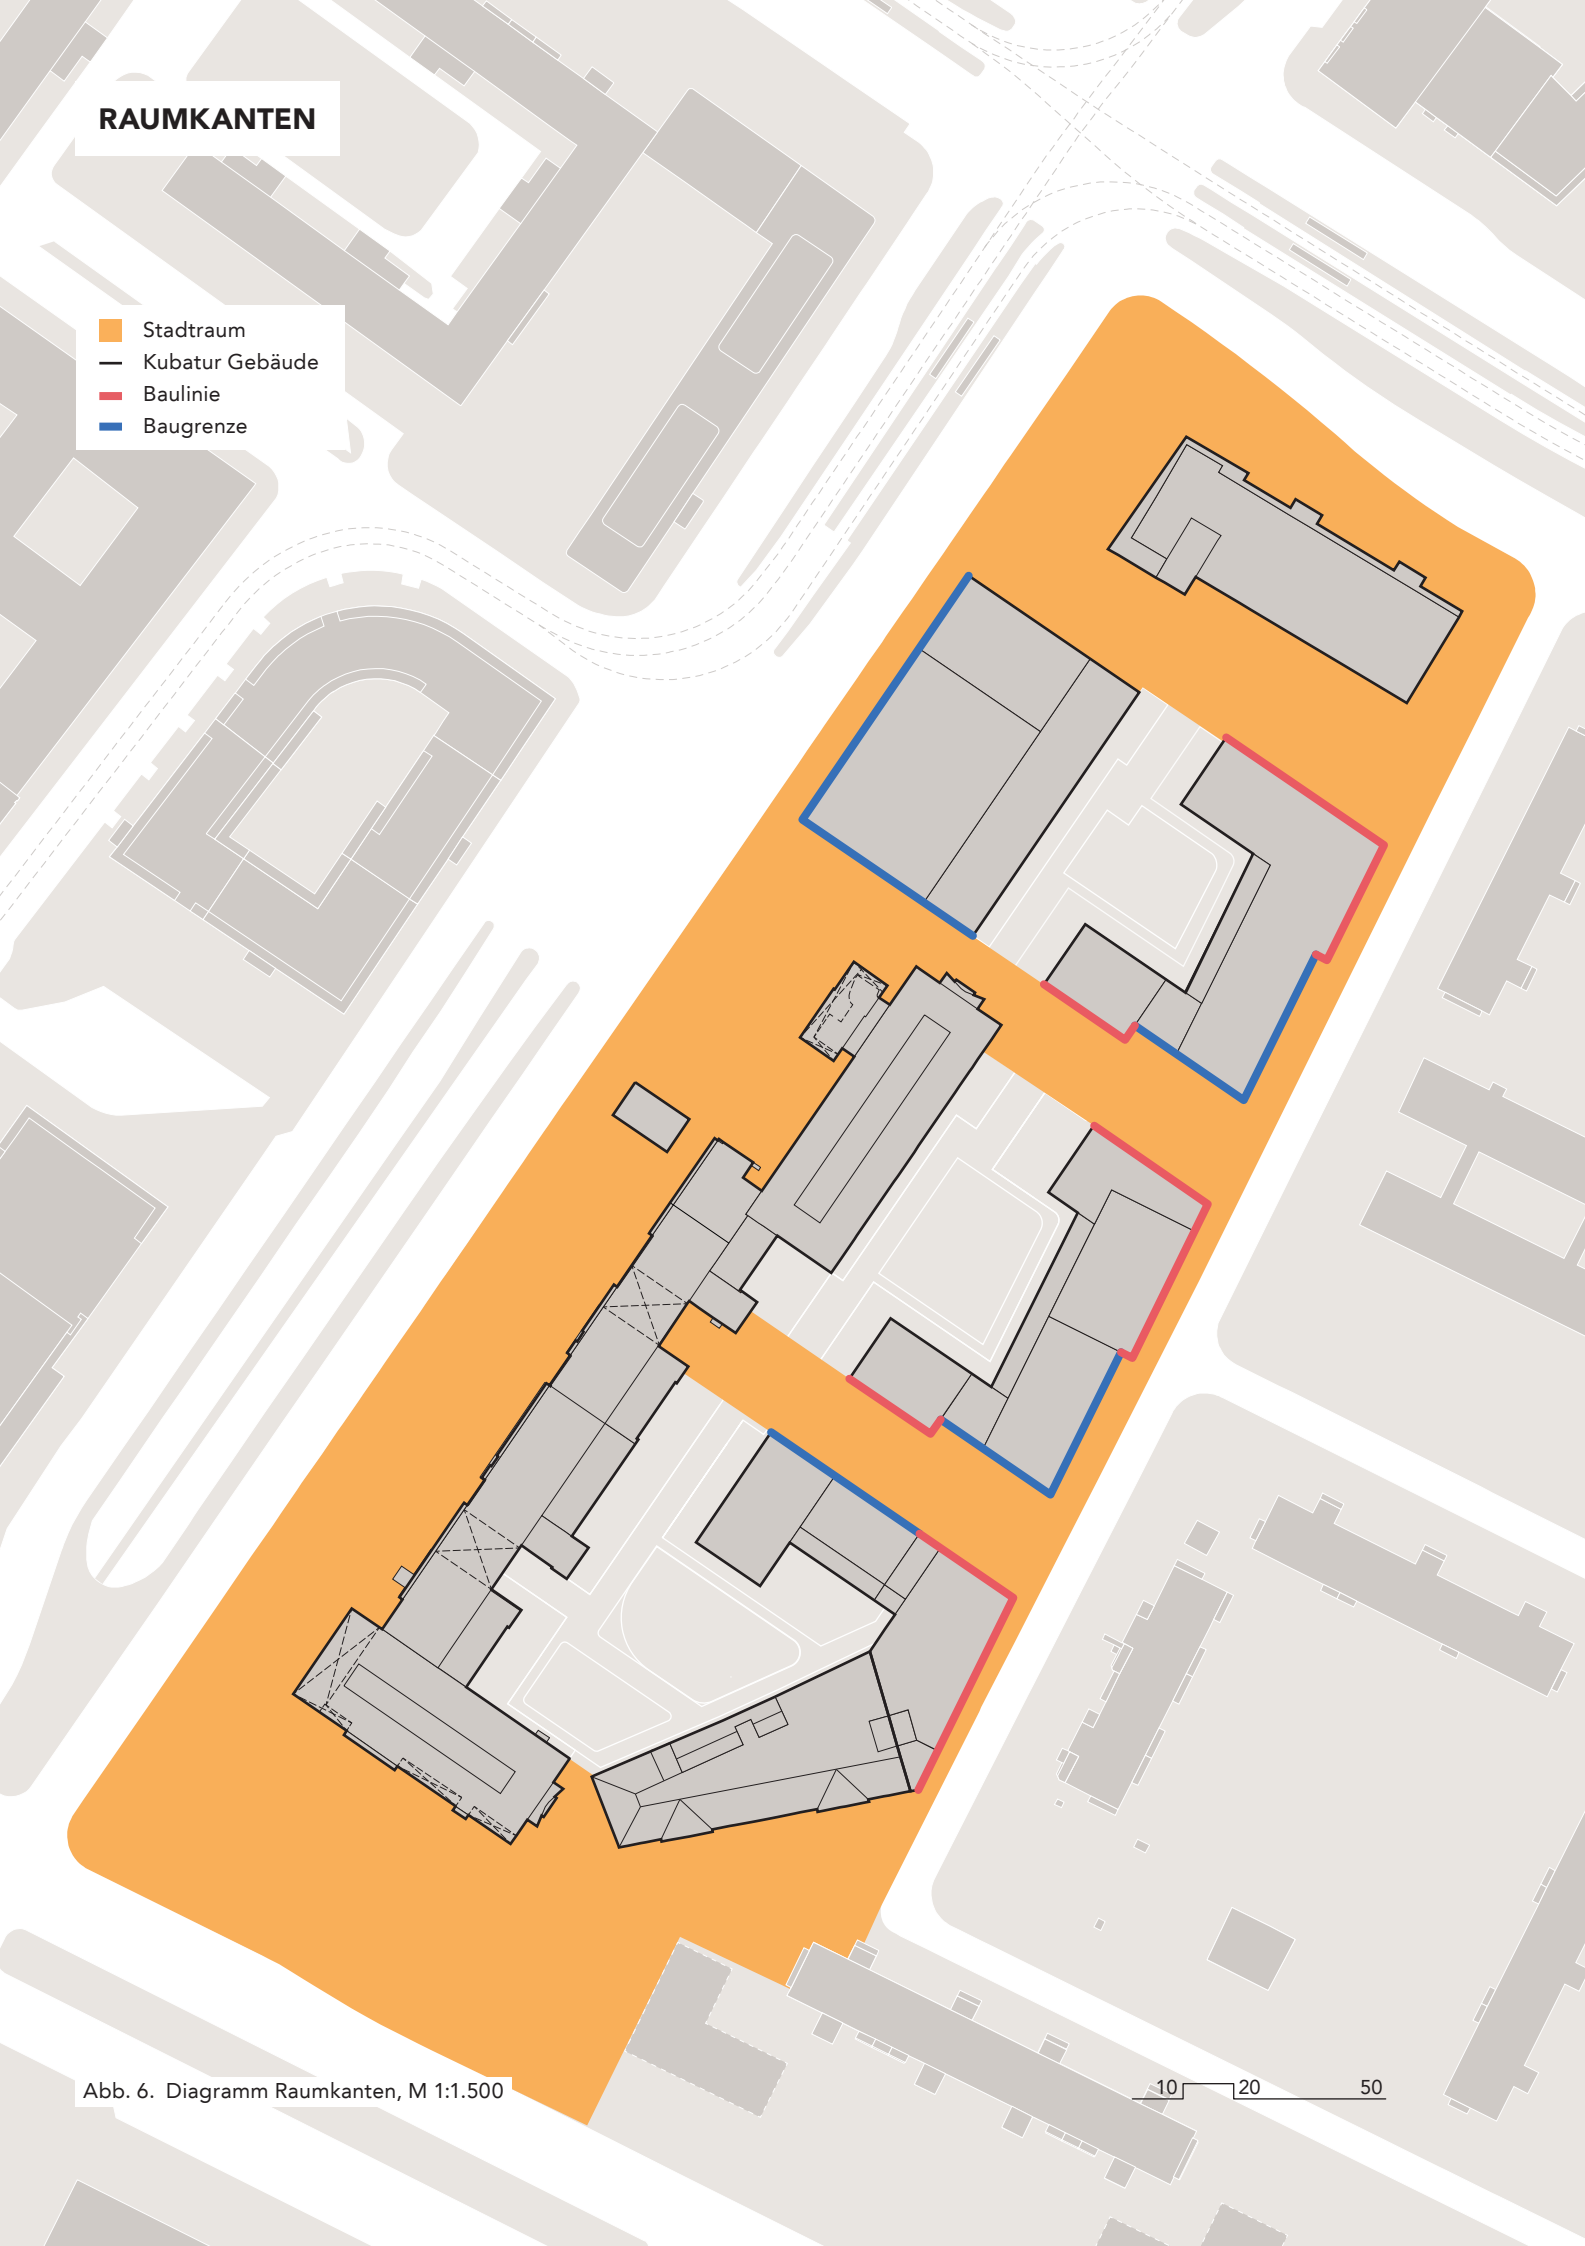 RAUMKANTEN
Stadtraum
Kubatur Gebäude
Baulinie
Baugrenze
Abb. 6. Diagramm Raumkanten, M 1:1.500
10 20 50